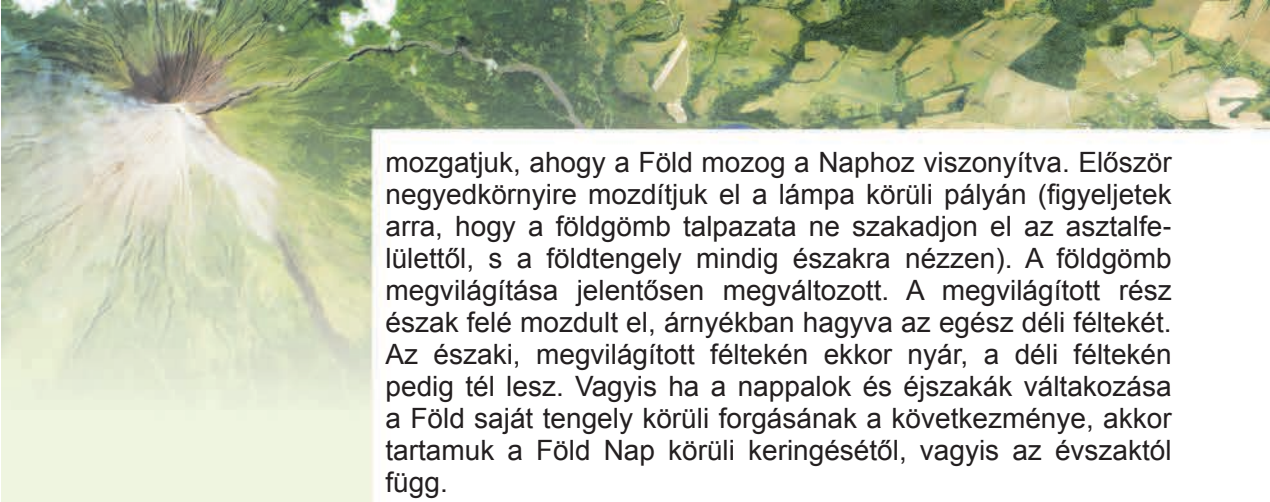 mozgatjuk, ahogy a Föld mozog a Naphoz viszonyítva. Először
negyedkörnyire mozdítjuk el a lámpa körüli pályán (figyeljetek
arra, hogy a földgömb talpazata ne szakadjon el az asztalfe-
lülettől, s a földtengely mindig északra nézzen). A földgömb
megvilágítása jelentősen megváltozott. A megvilágított rész
észak felé mozdult el, árnyékban hagyva az egész déli féltekét.
Az északi, megvilágított féltekén ekkor nyár, a déli féltekén
pedig tél lesz. Vagyis ha a nappalok és éjszakák váltakozása
a Föld saját tengely körüli forgásának a következménye, akkor
tartamuk a Föld Nap körüli keringésétől, vagyis az évszaktól
függ.